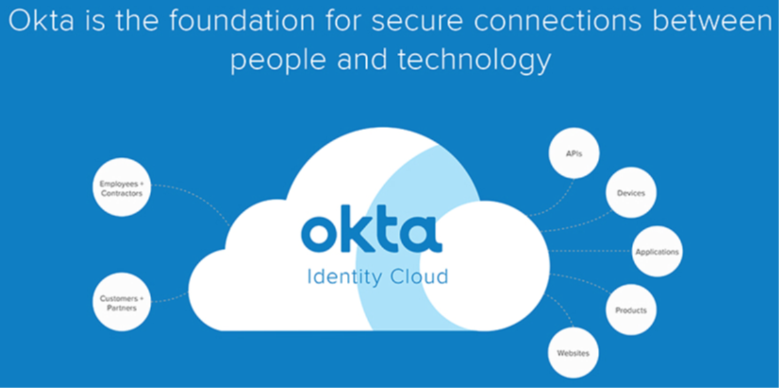 Okta is the foundation for secure connections between
people and technology
Employees +
Contractors
Customers +
Partners
okta
Identity Cloud
APIs
Devices
Applications
Products
Websites